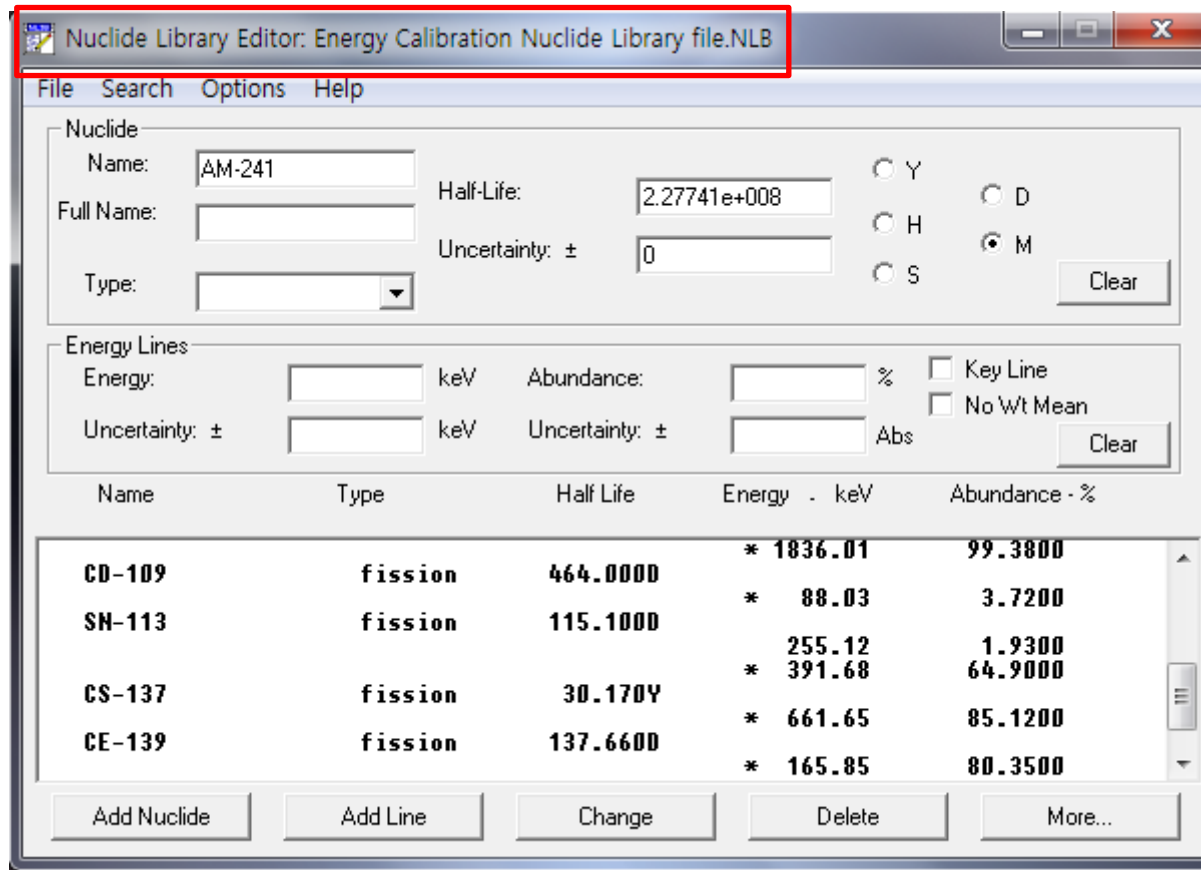 Nuclide Library Editor: Energy Calibration Nuclide Library file.NLB
File Search Options Help
Nuclide
Name: AM-241
Full Name:
Type:
Half-Life: 2.27741e+008
Uncertainty: ± 0
Y
D
H
M
S
Clear
Energy Lines
Energy: keV Abundance: % Key Line
No Wt Mean
Uncertainty: ± keV Uncertainty: ± Abs
Clear
Name Type Half Life Energy - keV Abundance - %
* 1836.01 99.3800
CD-109 fission 464.000D
* 88.03 3.7200
SN-113 fission 115.100D
255.12 1.9300
* 391.68 64.9000
CS-137 fission 30.170Y
* 661.65 85.1200
CE-139 fission 137.660D
* 165.85 80.3500
Add Nuclide Add Line Change Delete More...